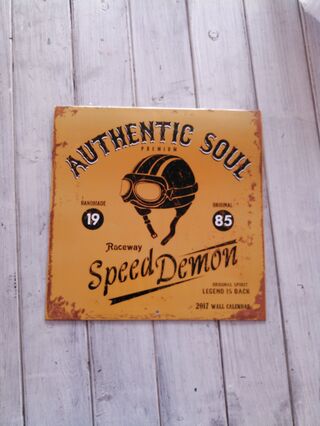 AUTHENTIC SOUL
PREMIUM
HANDMADE
19
ORIGINAL
85
Raceway
Speed Demon
ORIGINAL SPIRIT
LEGEND IS BACK
2017 WALL CALENDAR